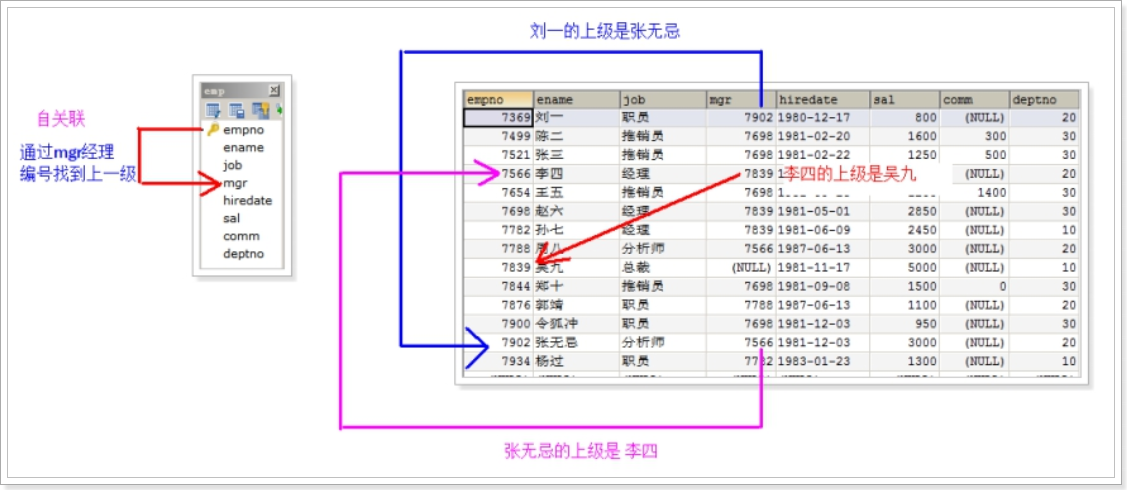 刘一的上级是张无忌
自关联
通过mgr经理
编号找到上一级
emp
empno
ename
job
mgr
hiredate
sal
comm
deptno
empno ename job mgr hiredate sal comm deptno
7369 刘一 职员 7902 1980-12-17 800 (NULL) 20
7499 陈二 推销员 7698 1981-02-20 1600 300 30
7521 张三 推销员 7698 1981-02-22 1250 500 30
7566 李四 经理 7839 李四的上级是吴九 (NULL) 20
7654 王五 推销员 7698 1400 30
7698 赵六 经理 7839 1981-05-01 2850 (NULL) 30
7782 孙七 经理 7839 1981-06-09 2450 (NULL) 10
7788 周八 分析师 7566 1987-06-13 3000 (NULL) 20
7839 吴九 总裁 (NULL) 1981-11-17 5000 (NULL) 10
7844 郑十 推销员 7698 1981-09-08 1500 0 30
7876 郭靖 职员 7788 1987-06-13 1100 (NULL) 20
7900 令狐冲 职员 7698 1981-12-03 950 (NULL) 30
7902 张无忌 分析师 7566 1981-12-03 3000 (NULL) 20
7934 杨过 职员 7782 1983-01-23 1300 (NULL) 10
张无忌的上级是 李四